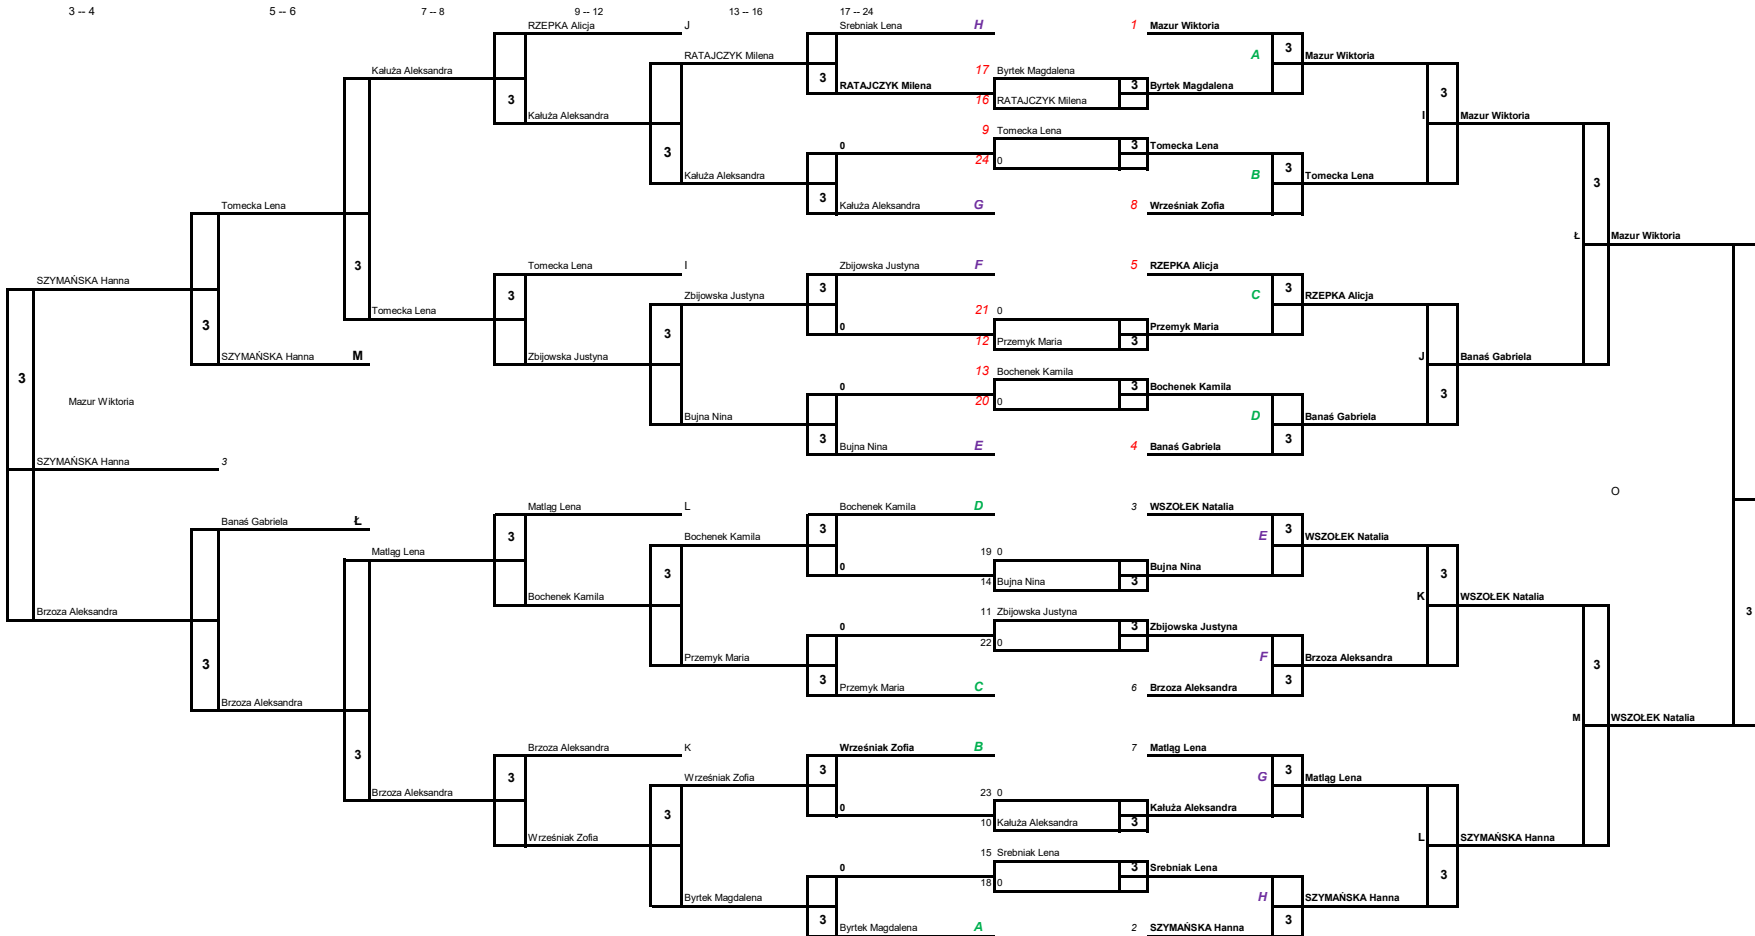 3 -- 4 5 -- 6 7 -- 8 9 -- 12 13 -- 16 17 -- 24
RZEPKA Alicja J Srebniak Lena H 1 Mazur Wiktoria
3
RATAJCZYK Milena A Mazur Wiktoria
Kałuża Aleksandra 3 3 17 Byrtek Magdalena
RATAJCZYK Milena 3 Byrtek Magdalena 3
3 16 RATAJCZYK Milena
Kałuża Aleksandra I Mazur Wiktoria
9 Tomecka Lena
0 3 Tomecka Lena
3 24 0 3
Kałuża Aleksandra B Tomecka Lena 3
3
Tomecka Lena Kałuża Aleksandra G 8 Wrześniak Zofia
Ł Mazur Wiktoria
3 Tomecka Lena I Zbijowska Justyna F 5 RZEPKA Alicja
SZYMAŃSKA Hanna 3 3 3
Zbijowska Justyna C RZEPKA Alicja
Tomecka Lena 21 0
3 0 3 Przemyk Maria
12 Przemyk Maria 3
SZYMAŃSKA Hanna M Zbijowska Justyna J Banaś Gabriela
3 13 Bochenek Kamila
0 3 Bochenek Kamila 3
Mazur Wiktoria 20 0
Bujna Nina D Banaś Gabriela
3 3
Bujna Nina E 4 Banaś Gabriela
SZYMAŃSKA Hanna 3
O
Matląg Lena L Bochenek Kamila D 3 WSZOŁEK Natalia
Banaś Gabriela Ł 3 3 3
Bochenek Kamila E WSZOŁEK Natalia
Matląg Lena 19 0
3 0 Bujna Nina 3
14 Bujna Nina 3
Bochenek Kamila K WSZOŁEK Natalia
Brzoza Aleksandra 11 Zbijowska Justyna 3
0 3 Zbijowska Justyna
22 0
3 Przemyk Maria F Brzoza Aleksandra 3
3 3
Przemyk Maria C 6 Brzoza Aleksandra
Brzoza Aleksandra
M WSZOŁEK Natalia
3 Brzoza Aleksandra K Wrześniak Zofia B 7 Matląg Lena
3 3 3
Wrześniak Zofia G Matląg Lena
Brzoza Aleksandra 23 0
3 0 Kałuża Aleksandra
10 Kałuża Aleksandra 3
Wrześniak Zofia L SZYMAŃSKA Hanna
15 Srebniak Lena
0 3 Srebniak Lena
18 0 3
Byrtek Magdalena H SZYMAŃSKA Hanna
3 3
Byrtek Magdalena A 2 SZYMAŃSKA Hanna